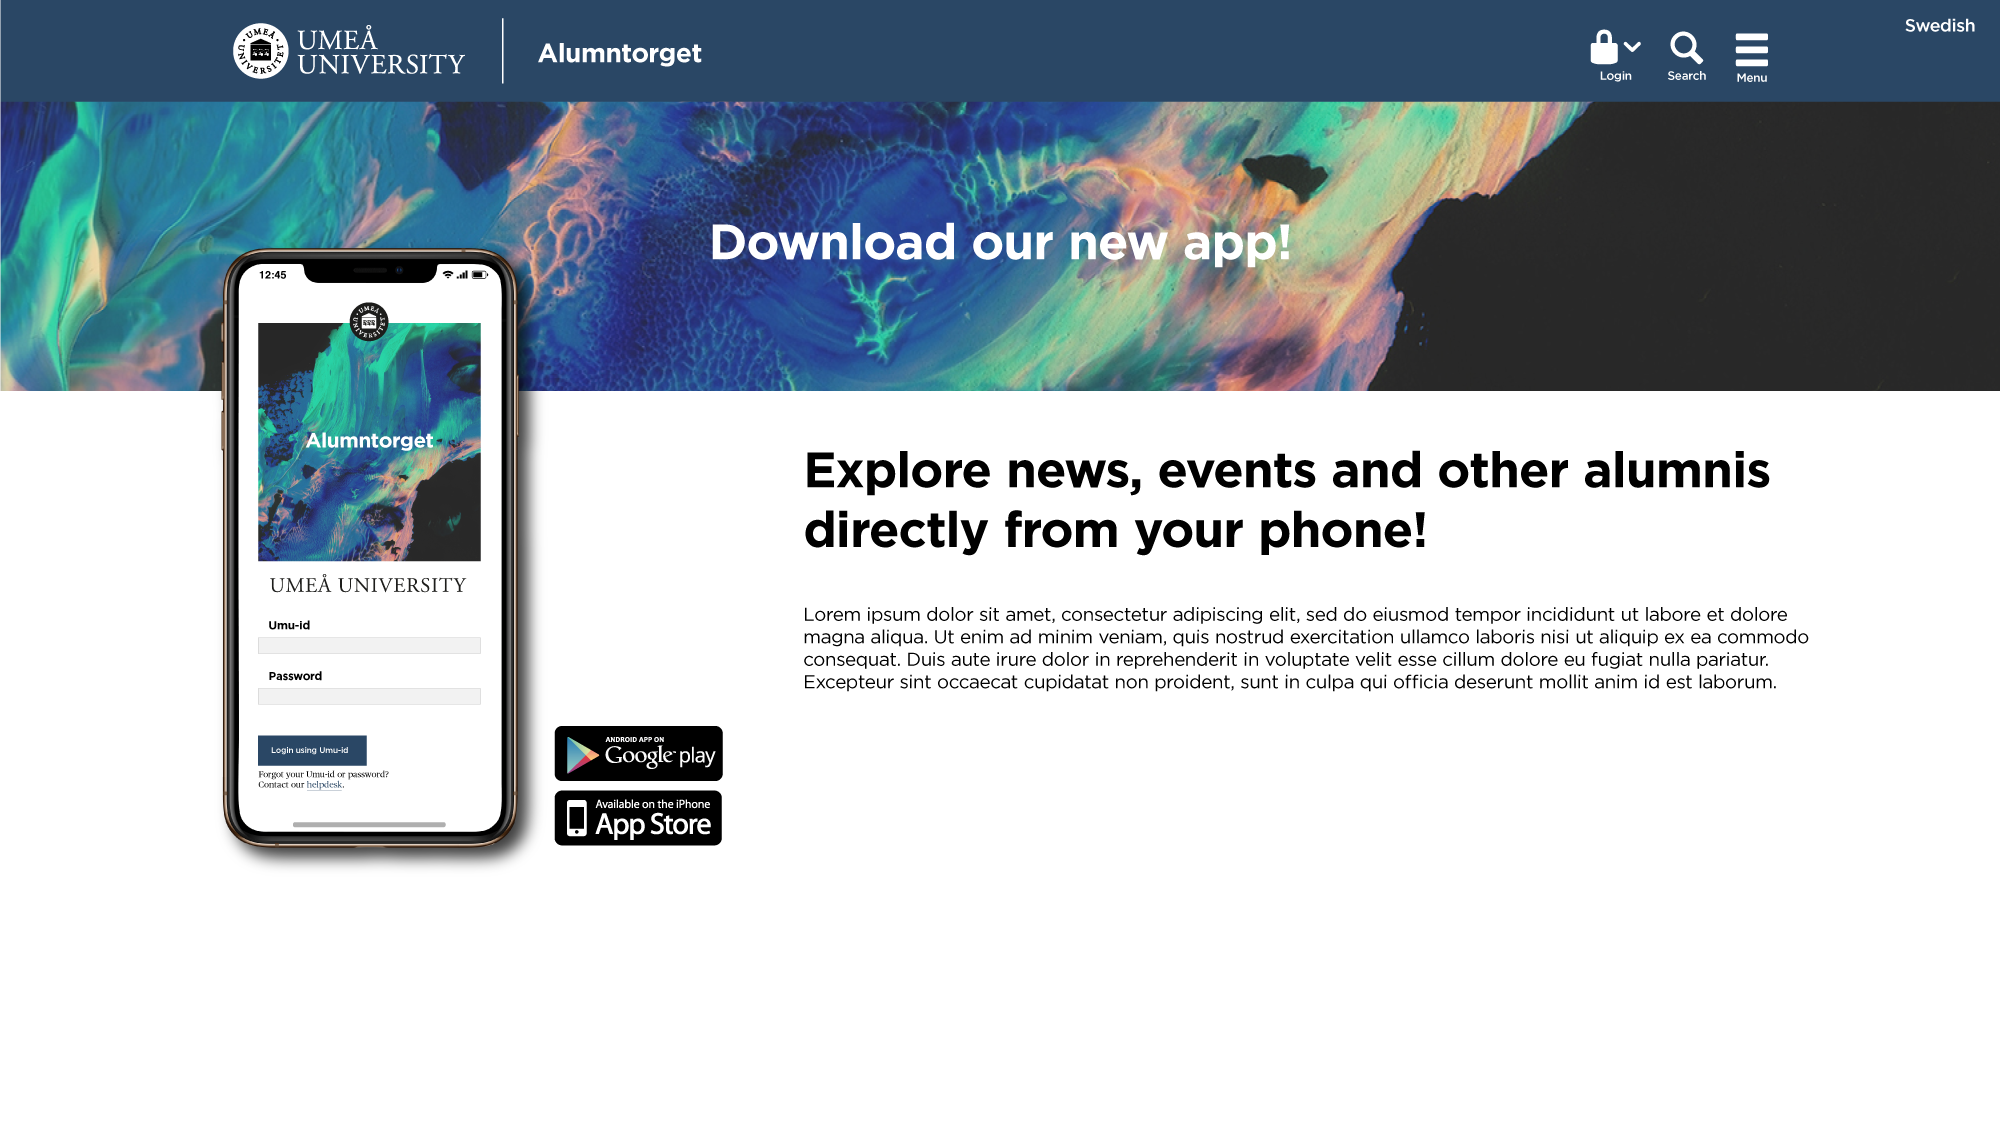 UMEÅ
UNIVERSITY
UMEÅ
UNIVERSITET
Alumntorget
Login
Search
Menu
Swedish
Download our new app!
12:45
UMEÅ
UNIVERSITET
Alumntorget
UMEÅ UNIVERSITY
Umu-id
Password
Login using Umu-id
Forgot your Umu-id or password?
Contact our helpdesk.
ANDROID APP ON
Google play
Available on the iPhone
App Store
Explore news, events and other alumnis
directly from your phone!
Lorem ipsum dolor sit amet, consectetur adipiscing elit, sed do eiusmod tempor incididunt ut labore et dolore
magna aliqua. Ut enim ad minim veniam, quis nostrud exercitation ullamco laboris nisi ut aliquip ex ea commodo
consequat. Duis aute irure dolor in reprehenderit in voluptate velit esse cillum dolore eu fugiat nulla pariatur.
Excepteur sint occaecat cupidatat non proident, sunt in culpa qui officia deserunt mollit anim id est laborum.